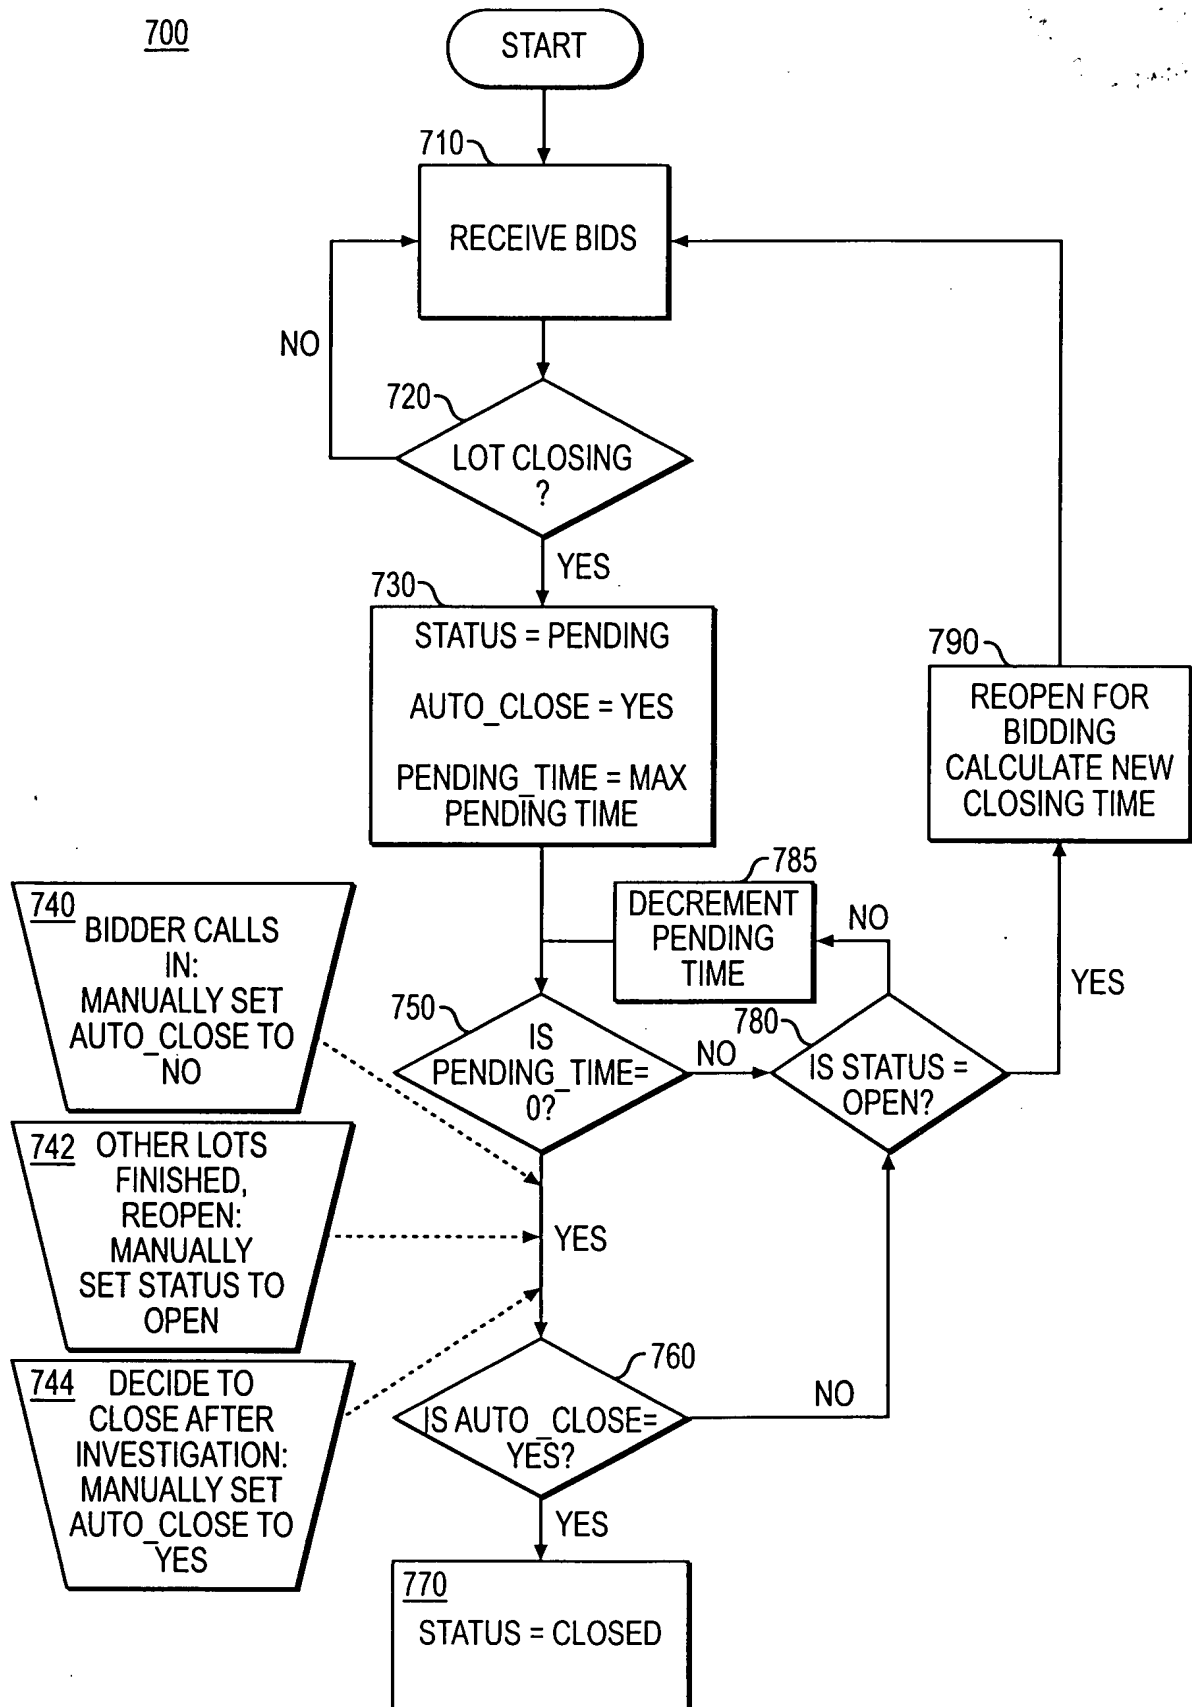 700
START
710
RECEIVE BIDS
NO
720
LOT CLOSING
?
YES
730
STATUS = PENDING
AUTO_CLOSE = YES
PENDING_TIME = MAX
PENDING TIME
790
REOPEN FOR
BIDDING
CALCULATE NEW
CLOSING TIME
785
DECREMENT
PENDING
TIME
NO
YES
740
BIDDER CALLS
IN:
MANUALLY SET
AUTO_CLOSE TO
NO
750
IS
PENDING_TIME=
0?
NO
780
IS STATUS =
OPEN?
742
OTHER LOTS
FINISHED,
REOPEN:
MANUALLY
SET STATUS TO
OPEN
YES
744
DECIDE TO
CLOSE AFTER
INVESTIGATION:
MANUALLY SET
AUTO_CLOSE TO
YES
760
IS AUTO_CLOSE=
YES?
NO
YES
770
STATUS = CLOSED